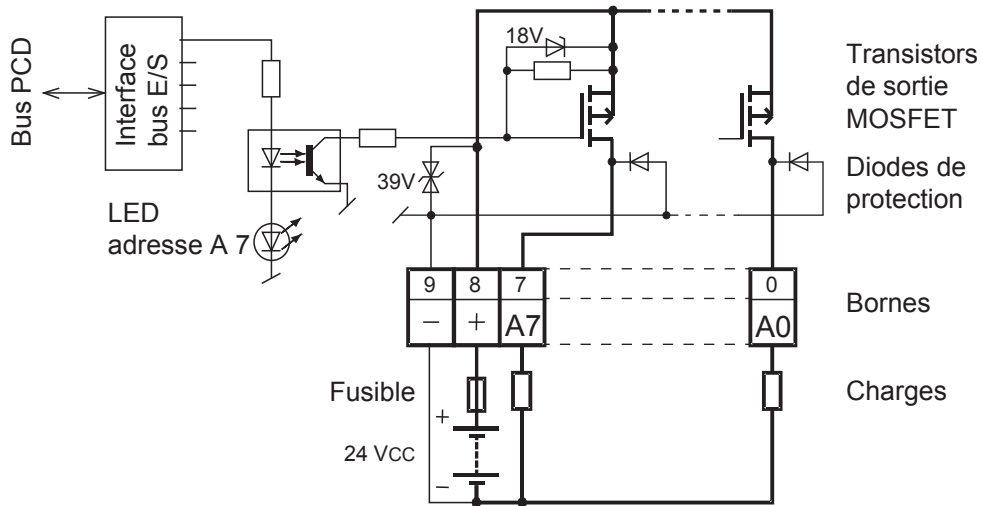 Bus PCD
Interface
bus E/S
18V
39V
LED
adresse A 7
Transistors
de sortie
MOSFET
Diodes de
protection
9 8 7 0
− + A7 A0
Bornes
Fusible
Charges
+
24 VCC
−